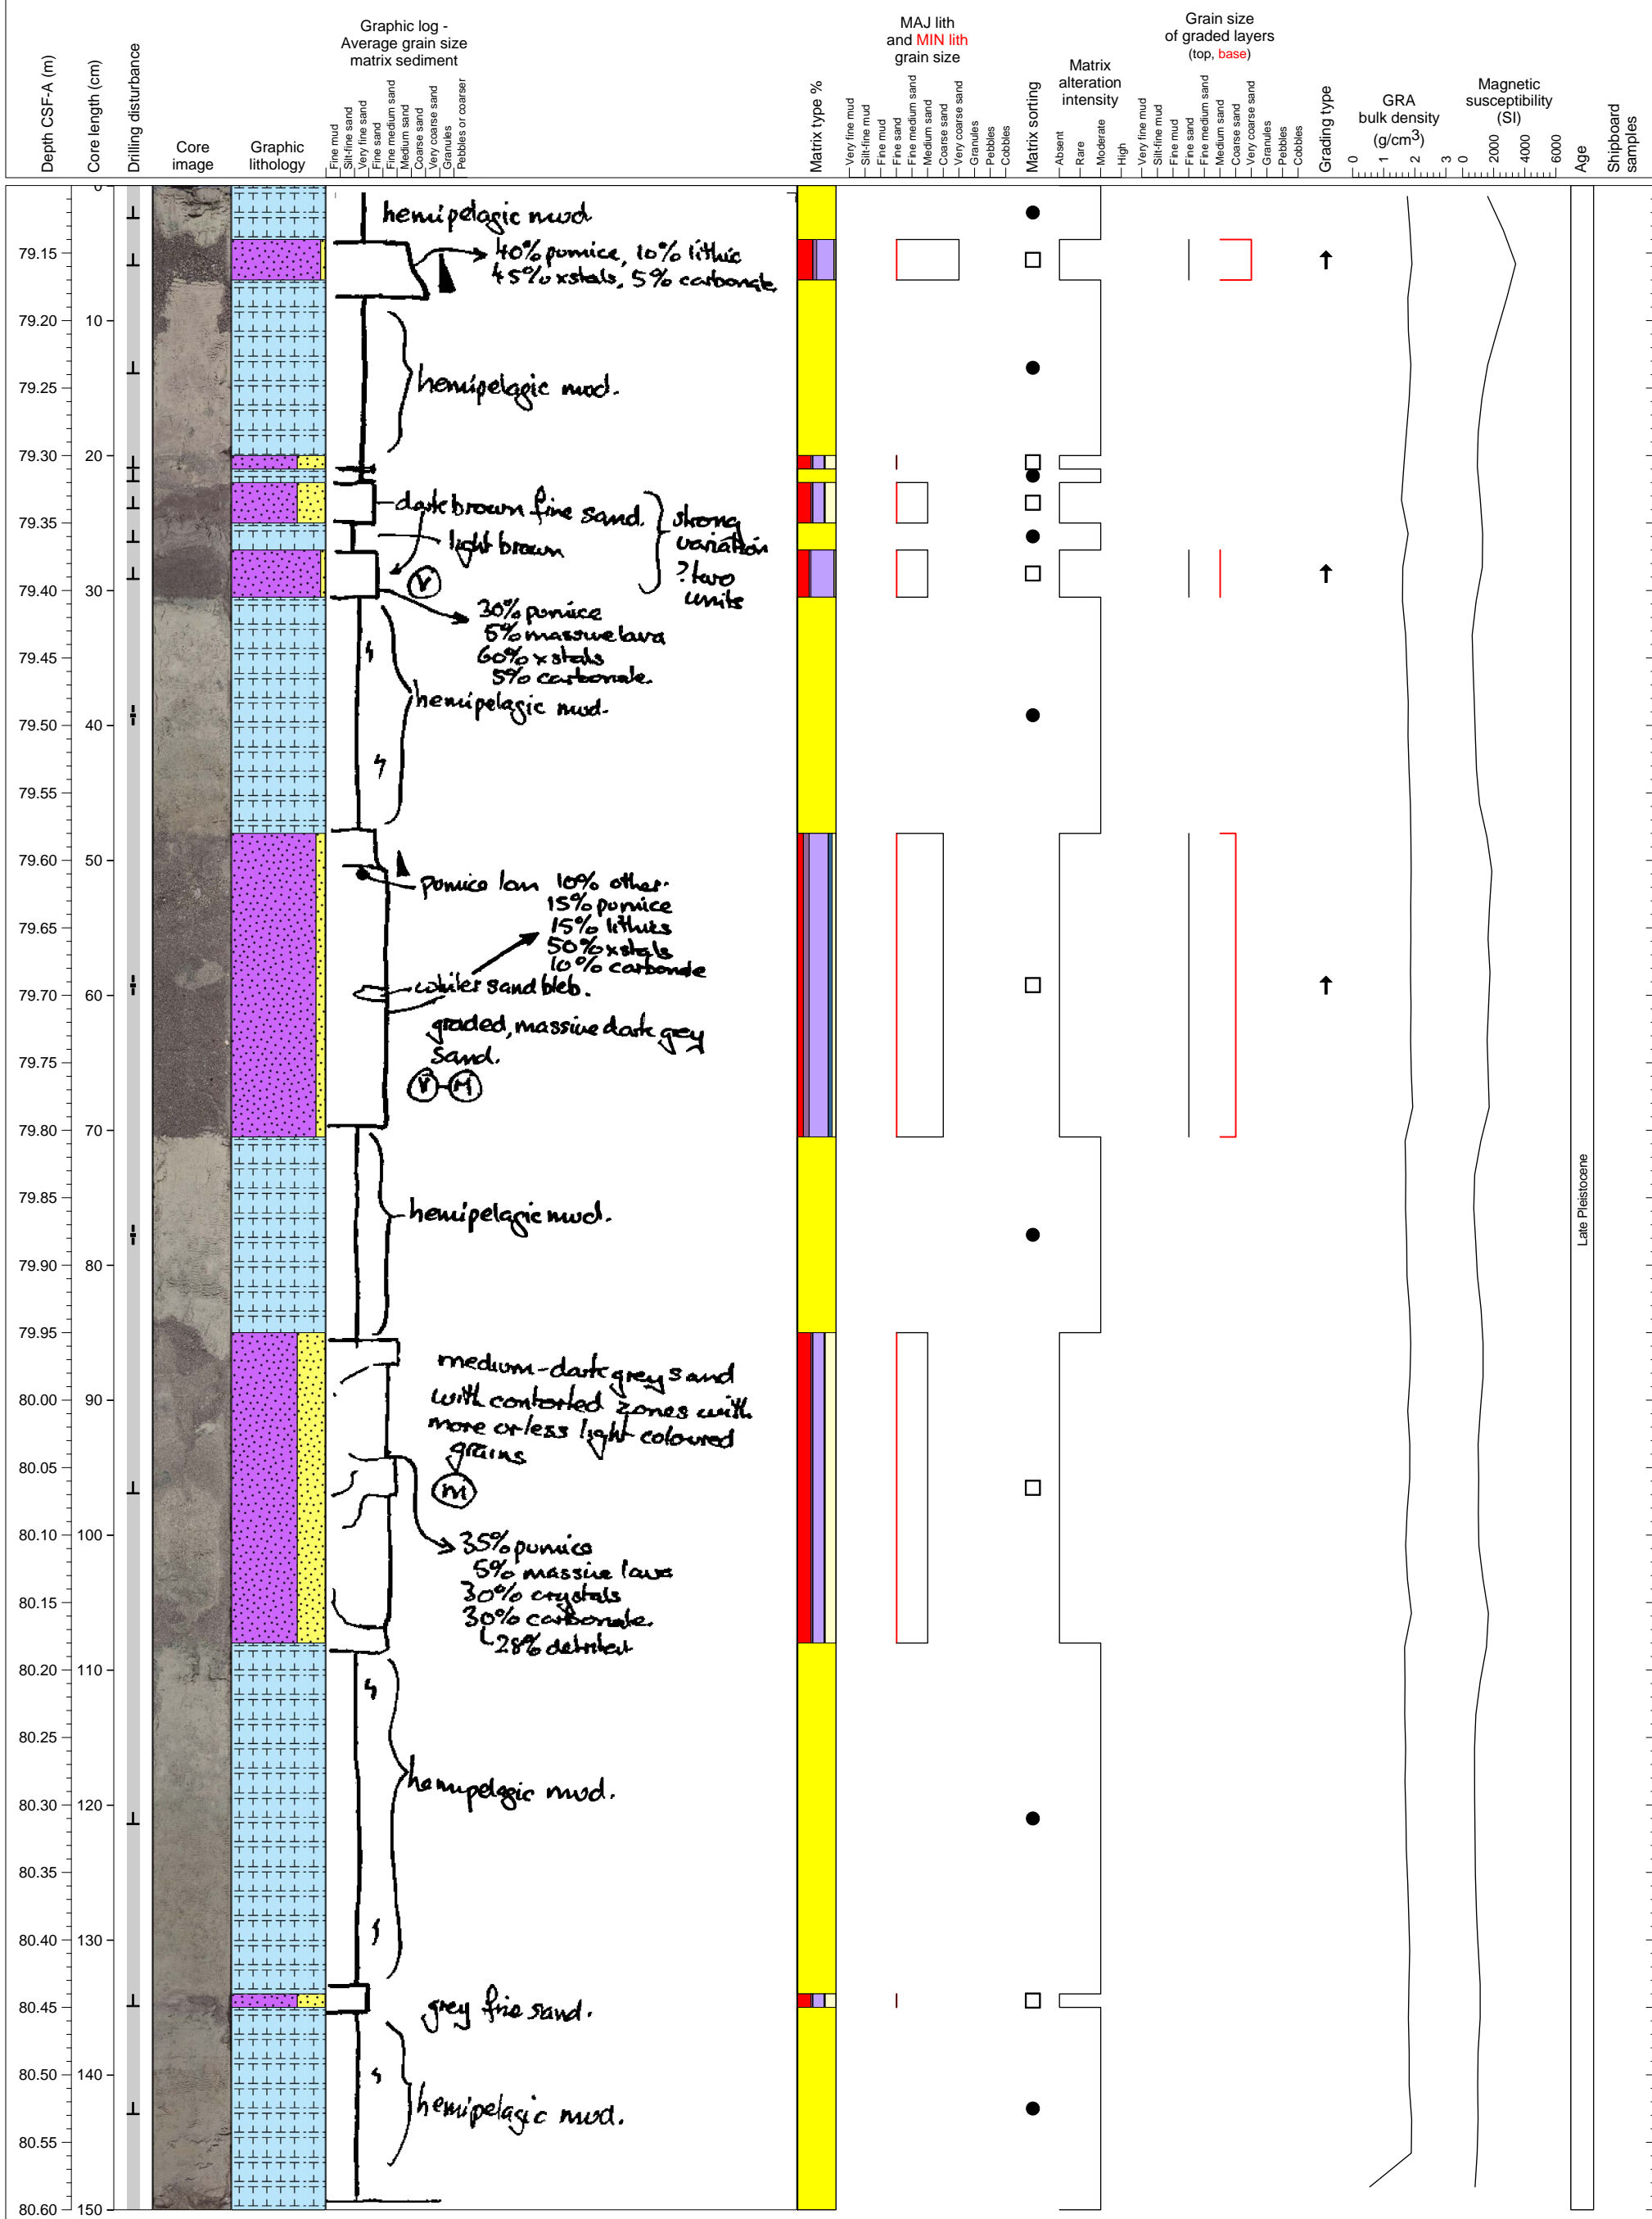 Depth CSF-A (m)
Core length (cm)
Drilling disturbance
Core
image
Graphic
lithology
Graphic log -
Average grain size
matrix sediment
Fine mud
Silt-fine sand
Very fine sand
Fine sand
Fine medium sand
Medium sand
Coarse sand
Very coarse sand
Granules
Pebbles or coarser
Matrix type %
MAJ lith
and MIN lith
grain size
Very fine mud
Silt-fine mud
Fine mud
Fine sand
Fine medium sand
Medium sand
Coarse sand
Very coarse sand
Granules
Pebbles
Cobbles
Matrix sorting
Matrix
alteration
intensity
Absent
Rare
Moderate
High
Grain size
of graded layers
(top, base)
Very fine mud
Silt-fine mud
Fine mud
Fine sand
Fine medium sand
Medium sand
Coarse sand
Very coarse sand
Granules
Pebbles
Cobbles
Grading type
GRA
bulk density
(g/cm3)
0 1 2 3
Magnetic
susceptibility
(SI)
0 2000 4000 6000
Age
Shipboard
samples
0
79.15
79.20 10
79.25
79.30 20
79.35
79.40 30
79.45
79.50 40
79.55
79.60 50
79.65
79.70 60
79.75
79.80 70
79.85
79.90 80
79.95
80.00 90
80.05
80.10 100
80.15
80.20 110
80.25
80.30 120
80.35
80.40 130
80.45
80.50 140
80.55
80.60 150
hemipelagic mud
40% pumice, 10% lithic
45% xstals, 5% carbonate
hemipelagic mud.
dark brown fine sand.
light brown
strong
variation
? two
units
V
30% pumice
5% massive lava
60% xstals
5% carbonate.
hemipelagic mud.
pumice len 10% other.
15% pumice
15% lithics
50% xstals
10% carbonate
whiter sand bleb.
graded, massive dark grey
sand.
V-M
hemipelagic mud.
medium-dark grey sand
with contorted zones with
more or less light coloured
grains
m
35% pumice
5% massive lava
30% crystals
30% carbonate.
28% detrital
hemipelagic mud.
grey fine sand.
hemipelagic mud.
Late Pleistocene